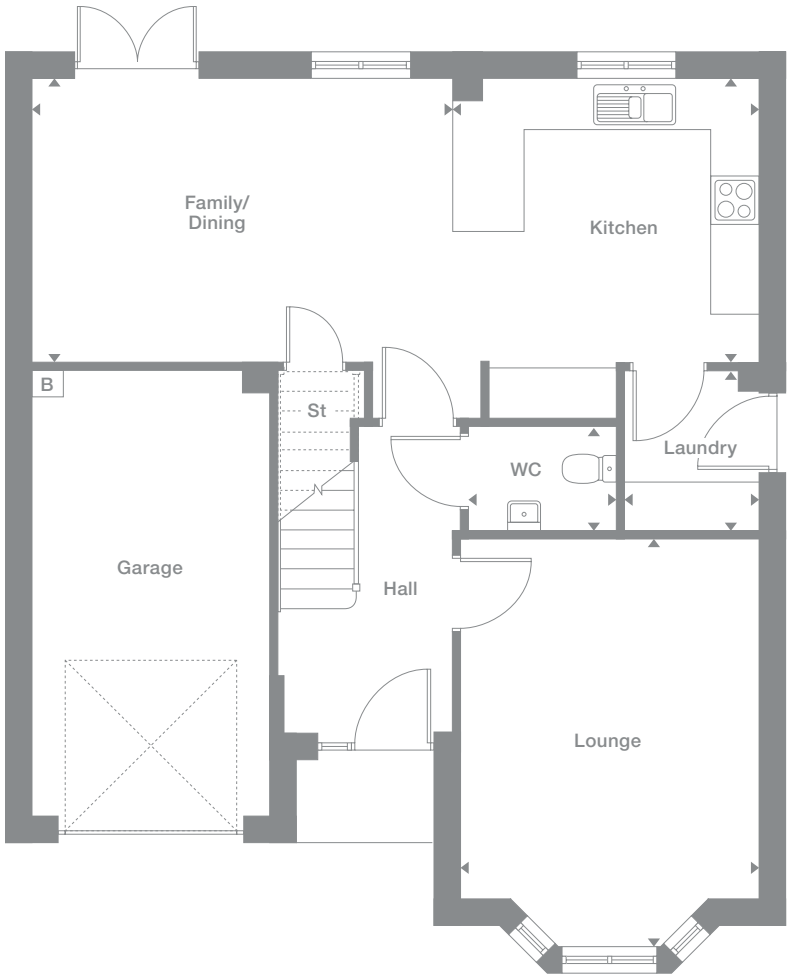 Family/
Dining
Kitchen
B
St
Laundry
WC
Garage
Hall
Lounge